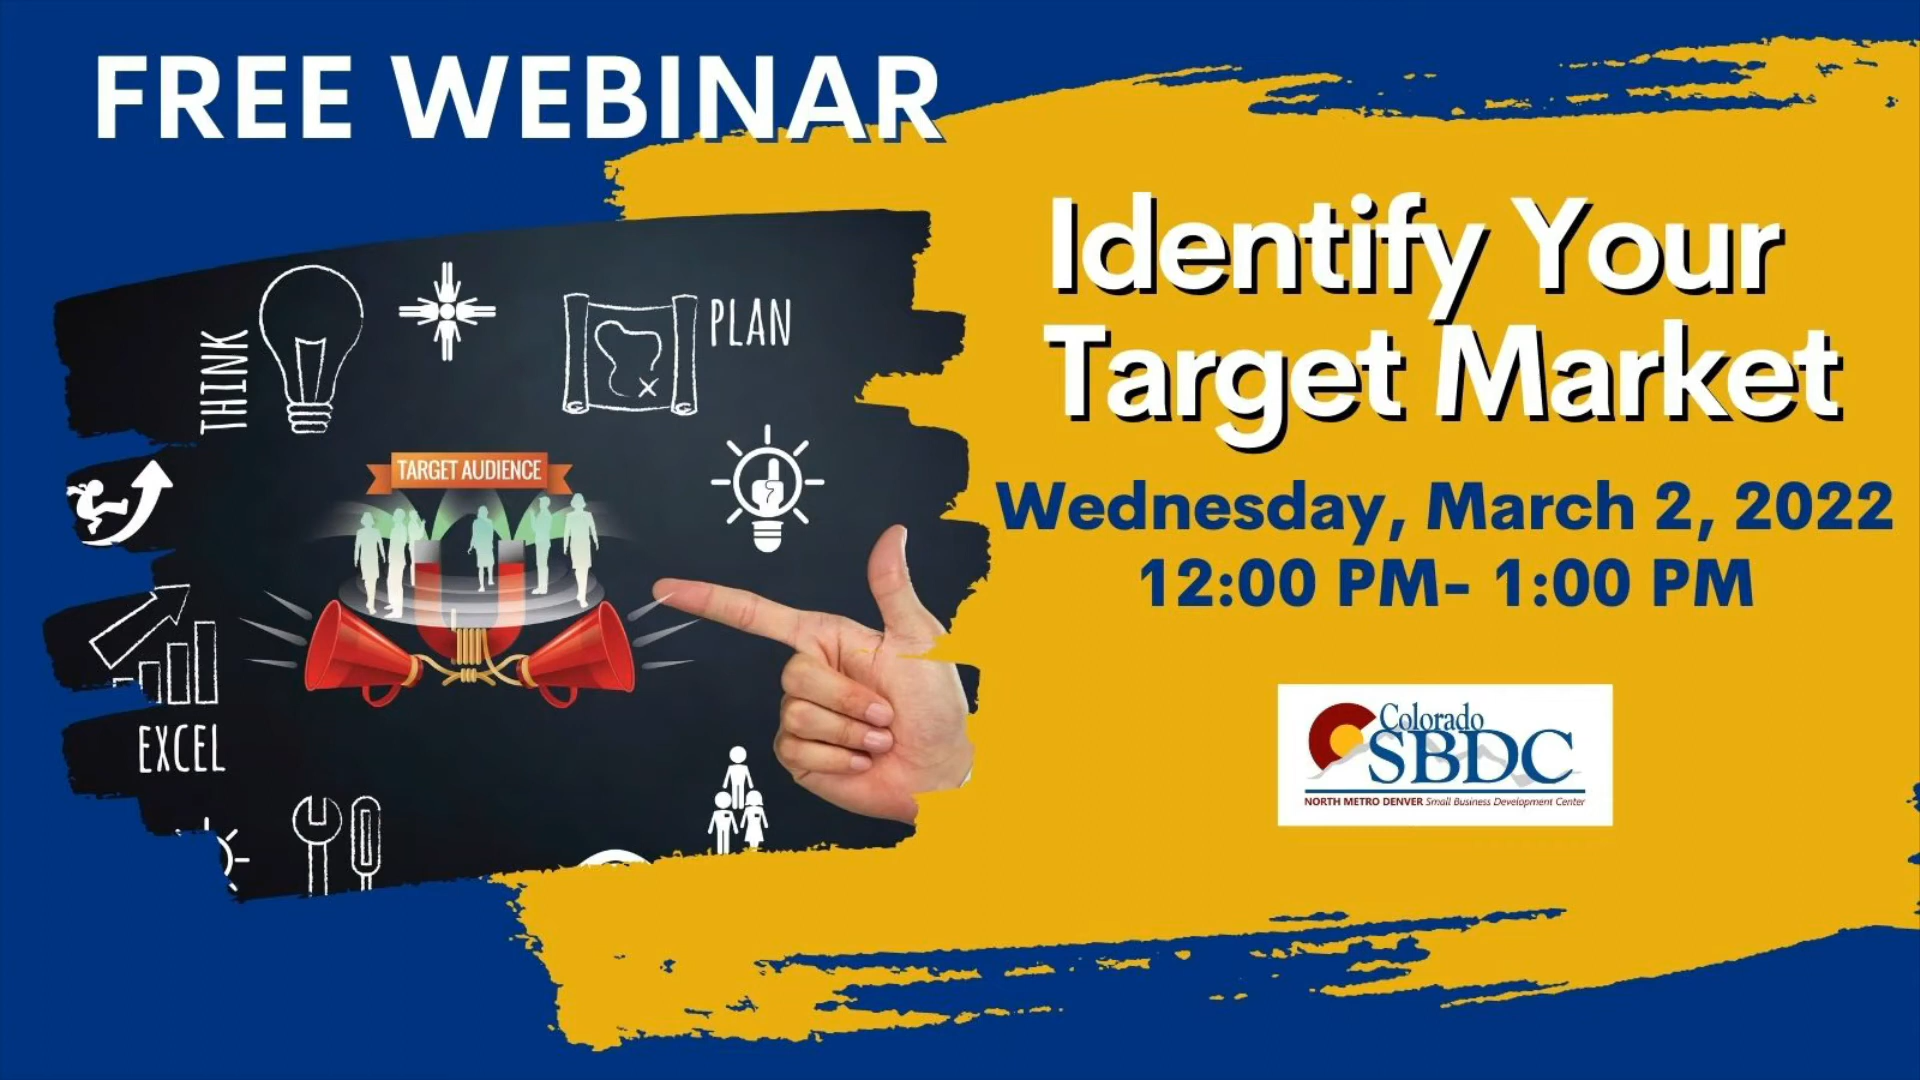 FREE WEBINAR
Identify Your
Target Market
Wednesday, March 2, 2022
12:00 PM- 1:00 PM
THINK
PLAN
TARGET AUDIENCE
EXCEL
Colorado
SBDC
NORTH METRO DENVER Small Business Development Center